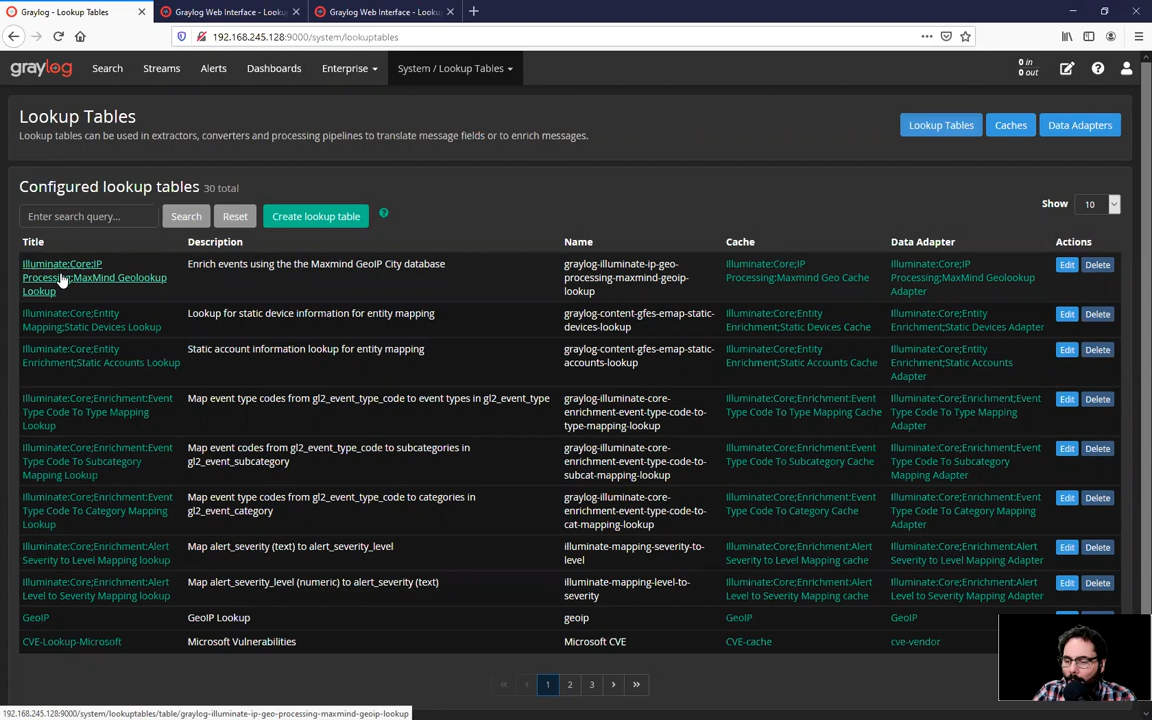 Graylog - Lookup Tables
Graylog Web Interface - Looku
Graylog Web Interface - Looku
192.168.245.128:9000/system/lookuptables
graylog
Search
Streams
Alerts
Dashboards
Enterprise
System / Lookup Tables
0 in
0 out
Lookup Tables
Lookup tables can be used in extractors, converters and processing pipelines to translate message fields or to enrich messages.
Lookup Tables
Caches
Data Adapters
Configured lookup tables 30 total
Enter search query...
Search
Reset
Create lookup table
Show
10
Title
Description
Name
Cache
Data Adapter
Actions
Illuminate:Core;IP
Processing;MaxMind Geolookup
Lookup
Enrich events using the the Maxmind GeoIP City database
graylog-illuminate-ip-geo-
processing-maxmind-geoip-
lookup
Illuminate:Core;IP
Processing:MaxMind Geo Cache
Illuminate:Core;IP
Processing;MaxMind Geolookup
Adapter
Edit
Delete
Illuminate:Core;Entity
Mapping;Static Devices Lookup
Lookup for static device information for entity mapping
graylog-content-gfes-emap-static-
devices-lookup
Illuminate:Core;Entity
Enrichment;Static Devices Cache
Illuminate:Core;Entity
Enrichment;Static Devices Adapter
Edit
Delete
Illuminate:Core;Entity
Enrichment;Static Accounts Lookup
Static account information lookup for entity mapping
graylog-content-gfes-emap-static-
accounts-lookup
Illuminate:Core;Entity
Enrichment;Static Accounts Cache
Illuminate:Core;Entity
Enrichment;Static Accounts
Adapter
Edit
Delete
Illuminate:Core;Enrichment:Event
Type Code To Type Mapping
Lookup
Map event type codes from gl2_event_type_code to event types in gl2_event_type
graylog-illuminate-core-
enrichment-event-type-code-to-
type-mapping-lookup
Illuminate:Core;Enrichment:Event
Type Code To Type Mapping Cache
Illuminate:Core;Enrichment:Event
Type Code To Type Mapping
Adapter
Edit
Delete
Illuminate:Core;Enrichment:Event
Type Code To Subcategory
Mapping Lookup
Map event codes from gl2_event_type_code to subcategories in
gl2_event_subcategory
graylog-illuminate-core-
enrichment-event-type-code-to-
subcat-mapping-lookup
Illuminate:Core;Enrichment:Event
Type Code To Subcategory Cache
Illuminate:Core;Enrichment:Event
Type Code To Subcategory
Mapping Adapter
Edit
Delete
Illuminate:Core;Enrichment:Event
Type Code To Category Mapping
Lookup
Map event type codes from gl2_event_type_code to categories in
gl2_event_category
graylog-illuminate-core-
enrichment-event-type-code-to-
cat-mapping-lookup
Illuminate:Core;Enrichment:Event
Type Code To Category Cache
Illuminate:Core;Enrichment:Event
Type Code To Category Mapping
Adapter
Edit
Delete
Illuminate:Core;Enrichment:Alert
Severity to Level Mapping lookup
Map alert_severity (text) to alert_severity_level
illuminate-mapping-severity-to-
level
Illuminate:Core;Enrichment:Alert
Severity to Level Mapping cache
Illuminate:Core;Enrichment:Alert
Severity to Level Mapping Adapter
Edit
Delete
Illuminate:Core;Enrichment:Alert
Level to Severity Mapping lookup
Map alert_severity_level (numeric) to alert_severity (text)
illuminate-mapping-level-to-
severity
Illuminate:Core;Enrichment:Alert
Level to Severity Mapping cache
Illuminate:Core;Enrichment:Alert
Level to Severity Mapping Adapter
Edit
Delete
GeoIP
GeoIP Lookup
geoip
GeoIP
GeoIP
CVE-Lookup-Microsoft
Microsoft Vulnerabilities
Microsoft CVE
CVE-cache
cve-vendor
« ‹ 1 2 3 › »
192.168.245.128:9000/system/lookuptables/table/graylog-illuminate-ip-geo-processing-maxmind-geoip-lookup